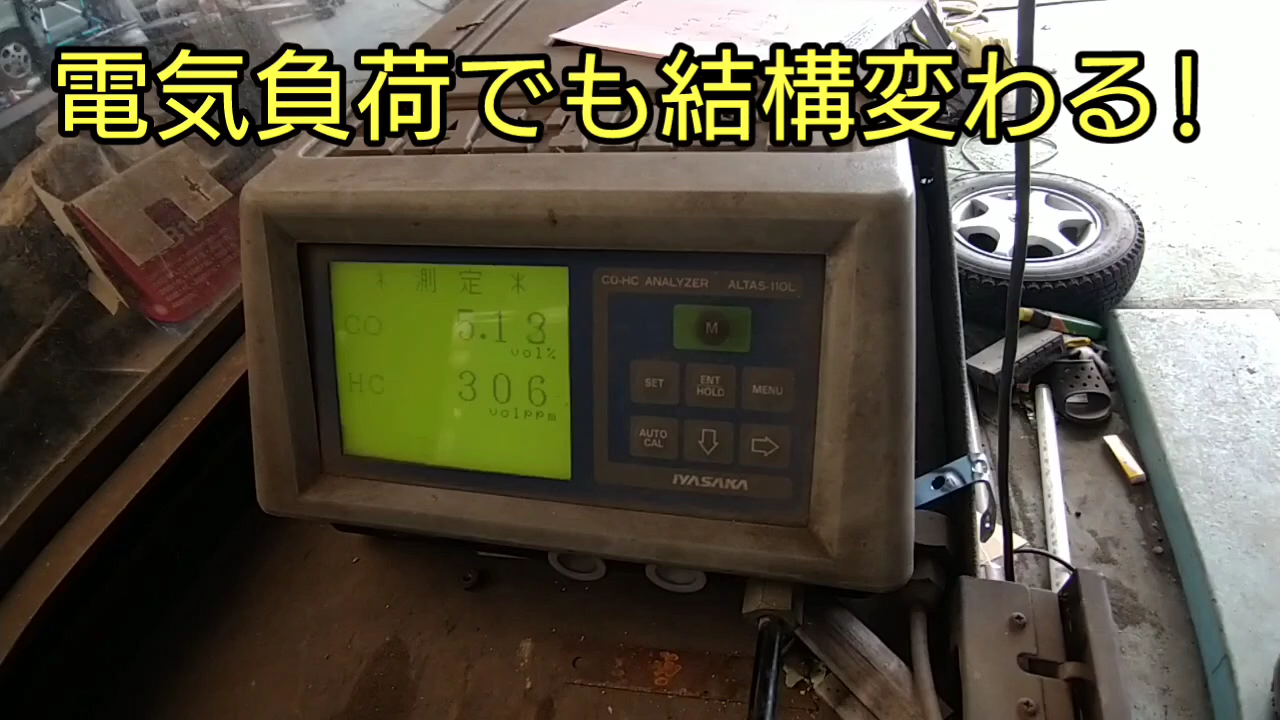 電気負荷でも結構変わる!
* 測 定 *
CO 5.13
vol%
HC 306
volppm
CO-HC ANALYZER ALTAS-110L
M
SET
ENT
HOLD
MENU
AUTO
CAL
IYASAKA